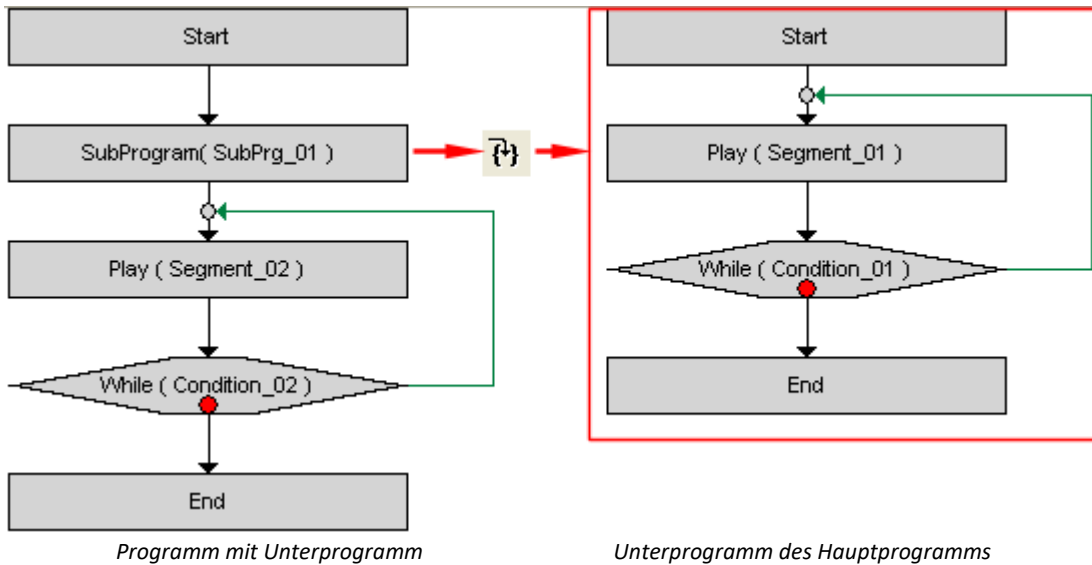 Start
SubProgram( SubPrg_01 )
Play ( Segment_02 )
While ( Condition_02 )
End
Programm mit Unterprogramm
{}
Start
Play ( Segment_01 )
While ( Condition_01 )
End
Unterprogramm des Hauptprogramms